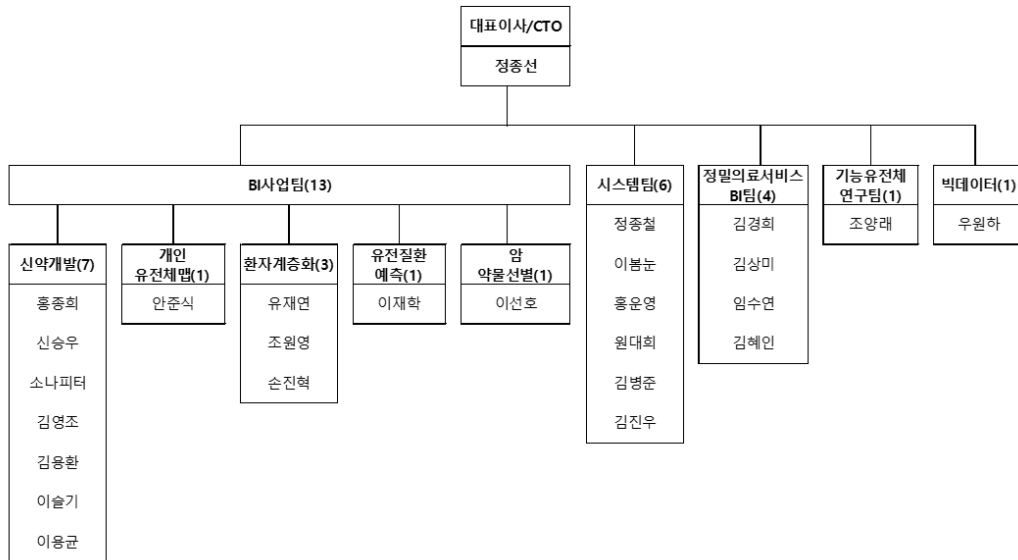 대표이사/CTO
정종선
BI사업팀(13)
시스템팀(6)
정종철
이봄눈
홍운영
원대희
김병준
김진우
정밀의료서비스
BI팀(4)
김경희
김상미
임수연
김혜인
기능유전체
연구팀(1)
조양래
빅데이터(1)
우원하
신약개발(7)
홍종희
신승우
소나피터
김영조
김용환
이슬기
이용균
개인
유전체맵(1)
안준식
환자계층화(3)
유재연
조원영
손진혁
유전질환
예측(1)
이재학
암
약물선별(1)
이선호